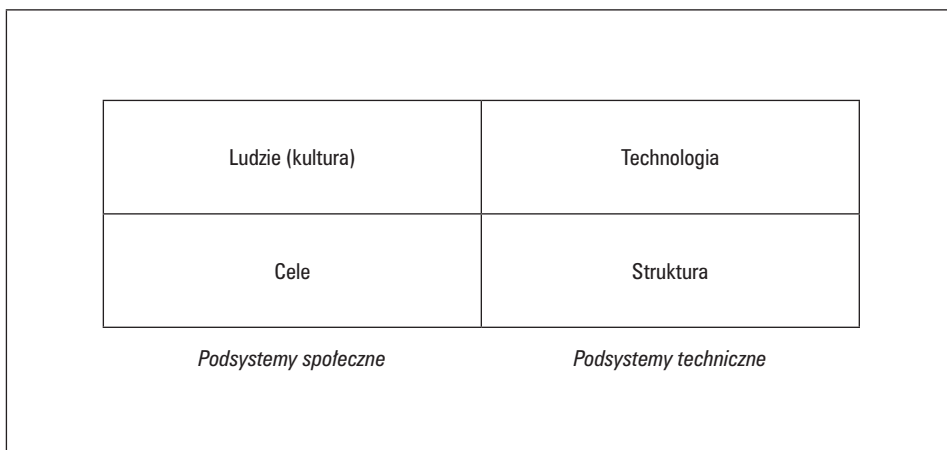 Ludzie (kultura)
Technologia
Cele
Struktura
Podsystemy społeczne
Podsystemy techniczne